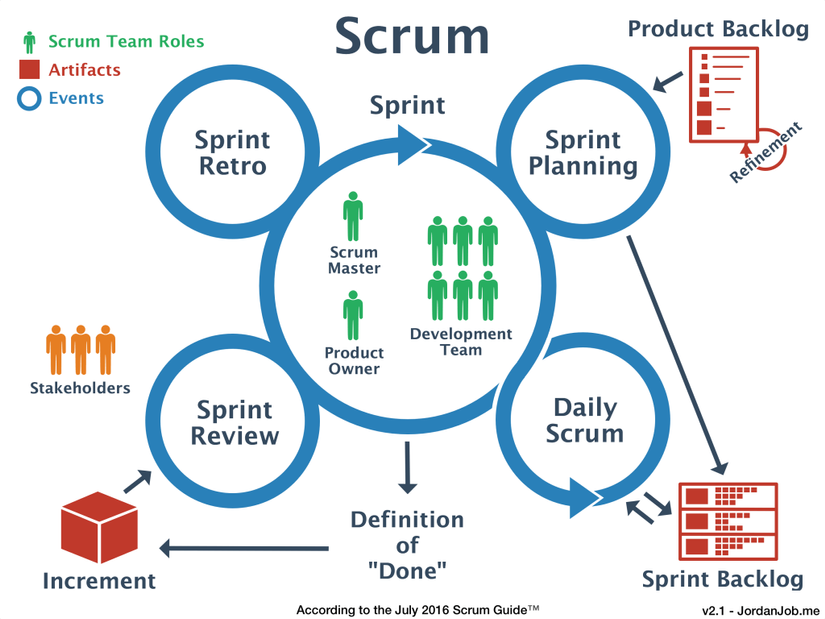 Scrum
Scrum Team Roles
Artifacts
Events
Product Backlog
Refinement
Sprint
Sprint
Retro
Sprint
Planning
Scrum
Master
Product
Owner
Development
Team
Stakeholders
Sprint
Review
Daily
Scrum
Definition
of
"Done"
Increment
Sprint Backlog
According to the July 2016 Scrum Guide™
v2.1 - JordanJob.me